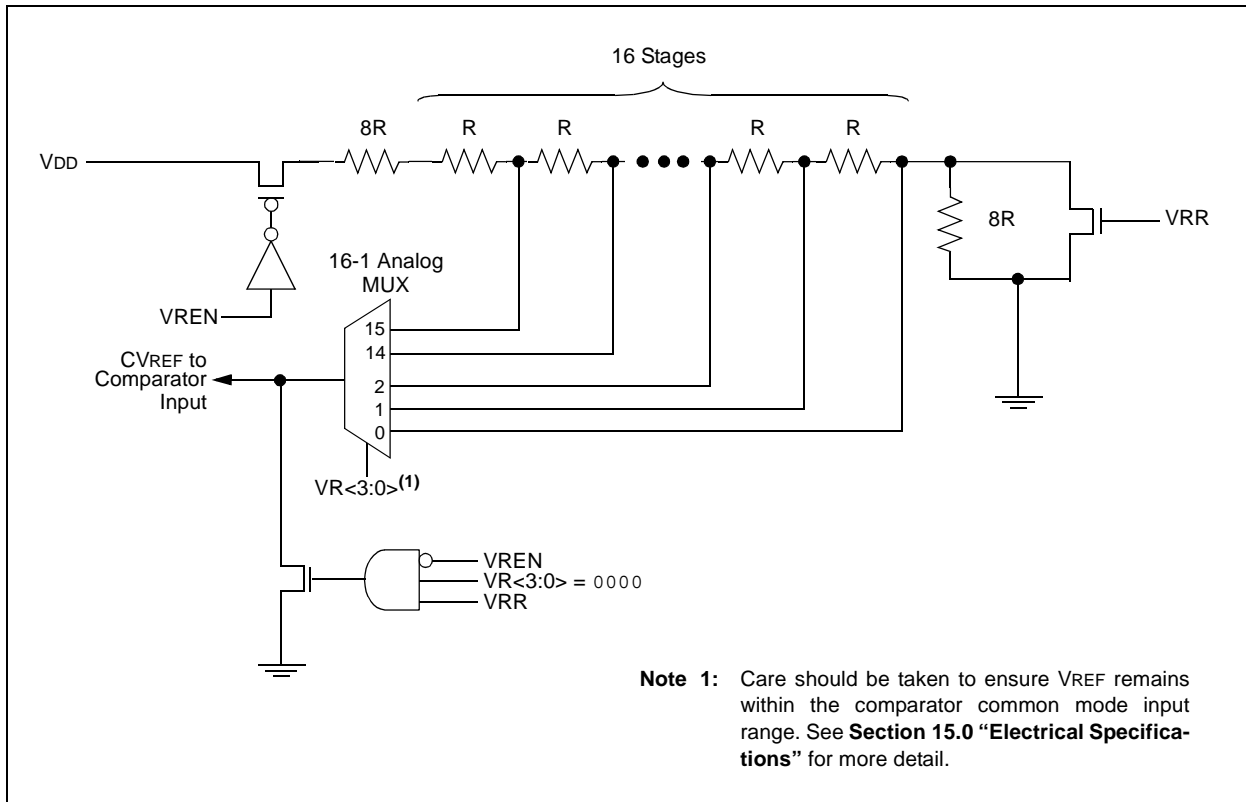 16 Stages
8R R R R R
VDD
8R
VRR
16-1 Analog
MUX
VREN
15
14
2
1
0
CVREF to
Comparator
Input
VR<3:0>(1)
VREN
VR<3:0> = 0000
VRR
Note 1: Care should be taken to ensure VREF remains
within the comparator common mode input
range. See Section 15.0 “Electrical Specifica-
tions” for more detail.